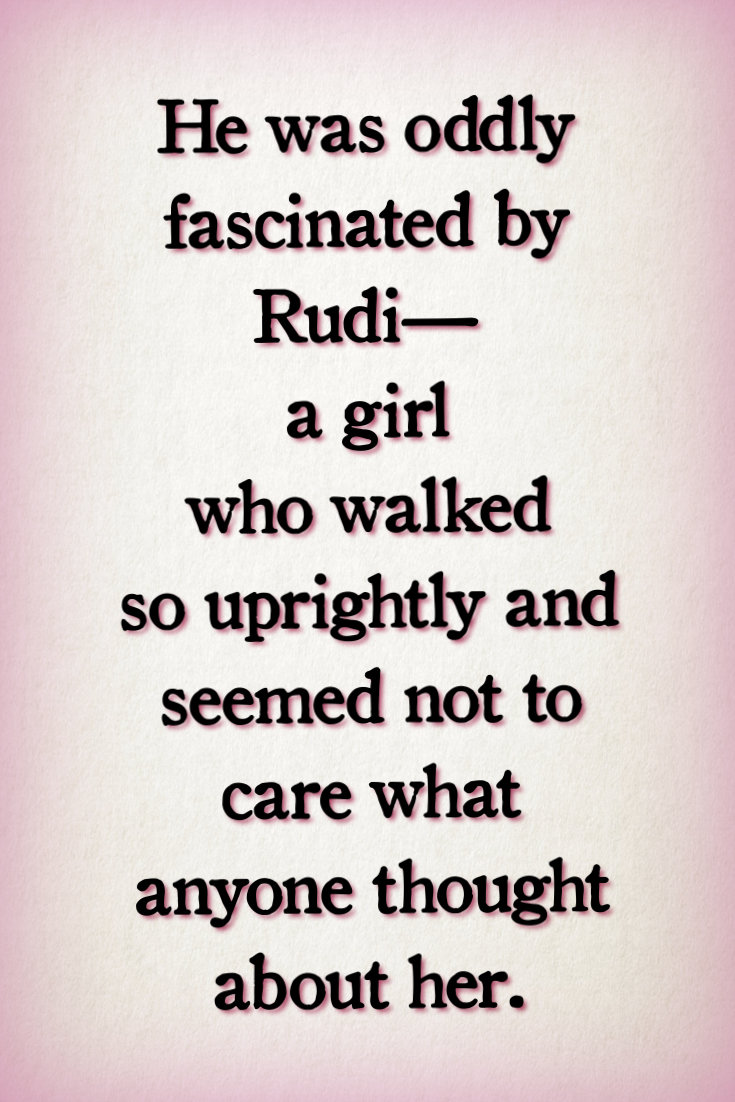 He was oddly
fascinated by
Rudi—
a girl
who walked
so uprightly and
seemed not to
care what
anyone thought
about her.